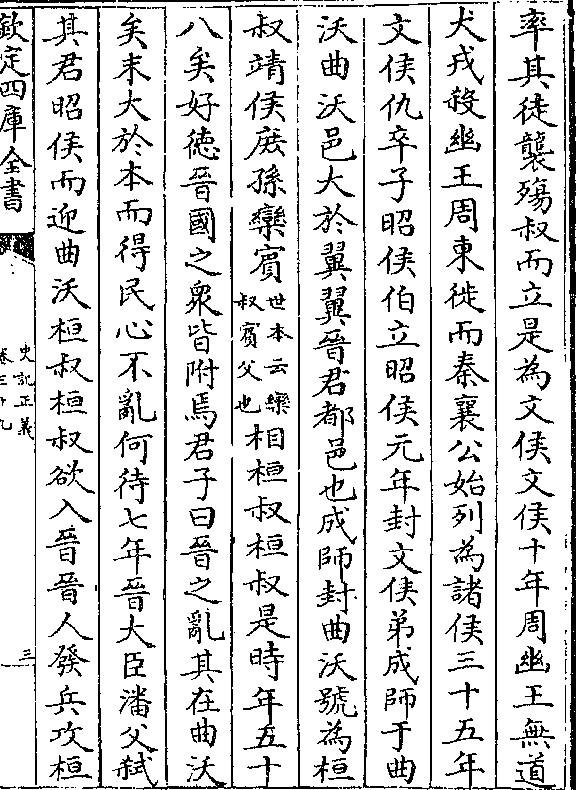 率其徒襲殤叔而立是為文侯文侯十年周幽王無道
犬戎殺幽王周東徙而秦襄公始列為諸侯三十五年
文侯仇卒子昭侯伯立昭侯元年封文侯弟成師于曲
沃曲沃邑大於翼翼晉君都邑也成師封曲沃號為桓
叔靖侯庶孫欒賓世本云欒叔賓父也相桓叔桓叔是時年五十
八矣好德晉國之衆皆附焉君子曰晉之亂其在曲沃
矣末大於本而得民心不亂何待七年晉大臣潘父弒
其君昭侯而迎曲沃桓叔桓叔欲入晉晉人發兵攻桓
欽定四庫全書
史記正義
卷三十九
三